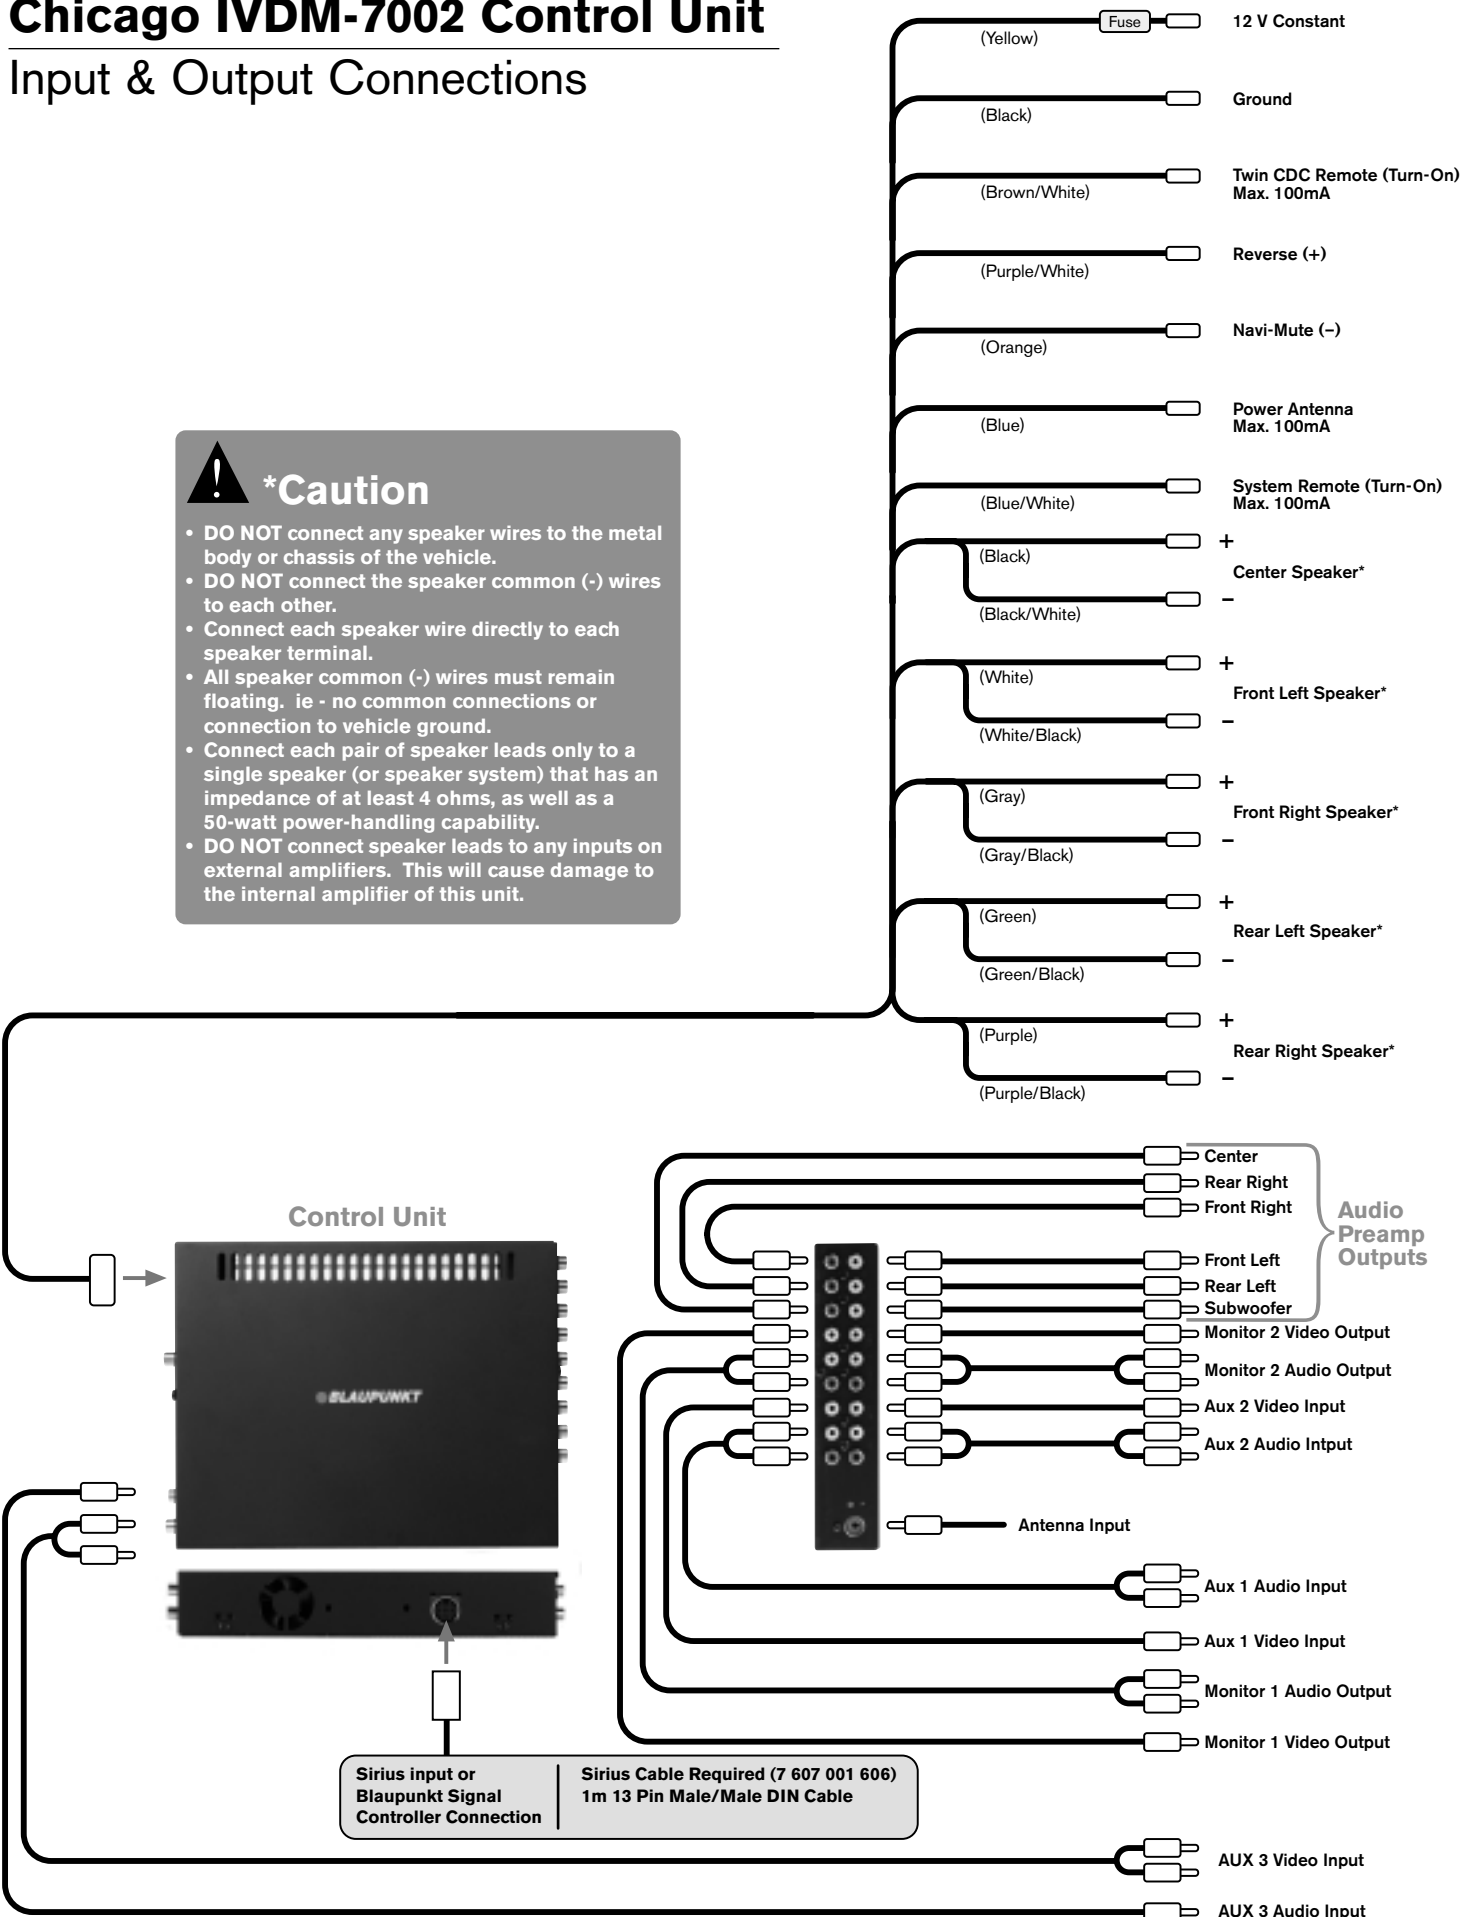 Chicago IVDM-7002 Control Unit
Input & Output Connections
Fuse
12 V Constant
(Yellow)
Ground
(Black)
Twin CDC Remote (Turn-On)
Max. 100mA
(Brown/White)
Reverse (+)
(Purple/White)
Navi-Mute (–)
(Orange)
Power Antenna
Max. 100mA
(Blue)
System Remote (Turn-On)
Max. 100mA
(Blue/White)
+
(Black)
Center Speaker*
–
(Black/White)
+
(White)
Front Left Speaker*
–
(White/Black)
+
(Gray)
Front Right Speaker*
–
(Gray/Black)
+
(Green)
Rear Left Speaker*
–
(Green/Black)
+
(Purple)
Rear Right Speaker*
–
(Purple/Black)
! *Caution
• DO NOT connect any speaker wires to the metal
body or chassis of the vehicle.
• DO NOT connect the speaker common (-) wires
to each other.
• Connect each speaker wire directly to each
speaker terminal.
• All speaker common (-) wires must remain
floating.  ie - no common connections or
connection to vehicle ground.
• Connect each pair of speaker leads only to a
single speaker (or speaker system) that has an
impedance of at least 4 ohms, as well as a
50-watt power-handling capability.
• DO NOT connect speaker leads to any inputs on
external amplifiers.  This will cause damage to
the internal amplifier of this unit.
Control Unit
BLAUPUNKT
Center
Rear Right
Front Right
Front Left
Rear Left
Subwoofer
Audio
Preamp
Outputs
Monitor 2 Video Output
Monitor 2 Audio Output
Aux 2 Video Input
Aux 2 Audio Intput
Antenna Input
Aux 1 Audio Input
Aux 1 Video Input
Monitor 1 Audio Output
Monitor 1 Video Output
Sirius input or
Blaupunkt Signal
Controller Connection
Sirius Cable Required (7 607 001 606)
1m 13 Pin Male/Male DIN Cable
AUX 3 Video Input
AUX 3 Audio Input